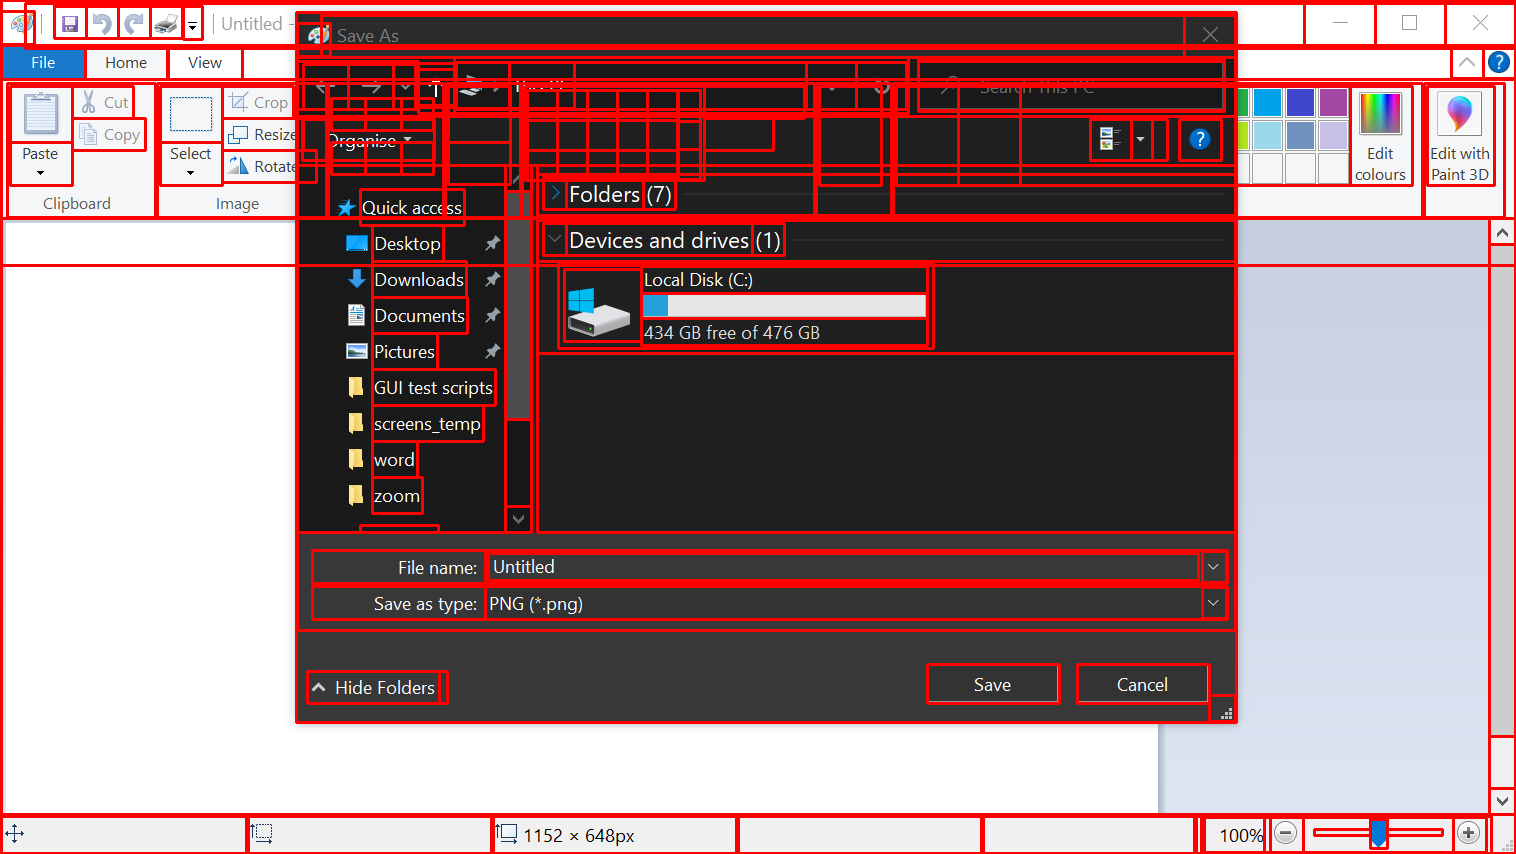 Untitled -
Save As
File Home View
Search This PC
Paste
Cut
Copy
Clipboard
Select
Crop
Resize
Rotate
Image
Organise
Edit colours
Edit with Paint 3D
Quick access
Desktop
Downloads
Documents
Pictures
GUI test scripts
screens_temp
word
zoom
Folders (7)
Devices and drives (1)
Local Disk (C:)
434 GB free of 476 GB
File name: Untitled
Save as type: PNG (*.png)
Hide Folders
Save Cancel
1152 × 648px
100%